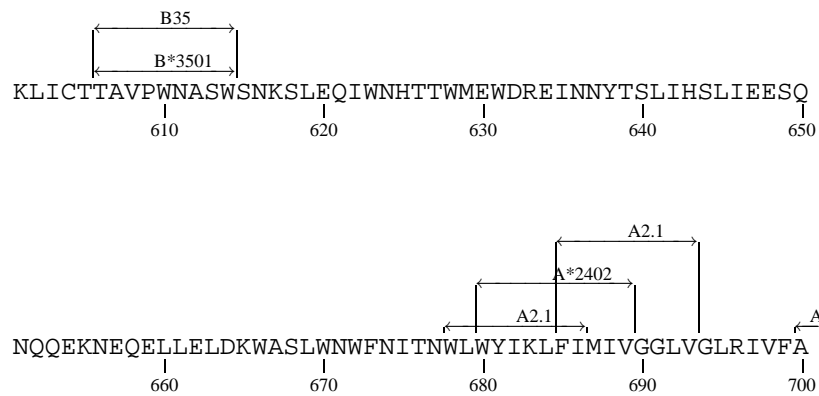 B35
B*3501
KLICTTAVPWNASWSNKSLEQIWNHTTWMEWDREINNYTSLIHSLIEESQ
610 620 630 640 650
A2.1
A*2402
A2.1 A
NQQEKNEQELLELDKWASLWNWFNITNWLWYIKLFIMIVGGLVGLRIVFA
660 670 680 690 700